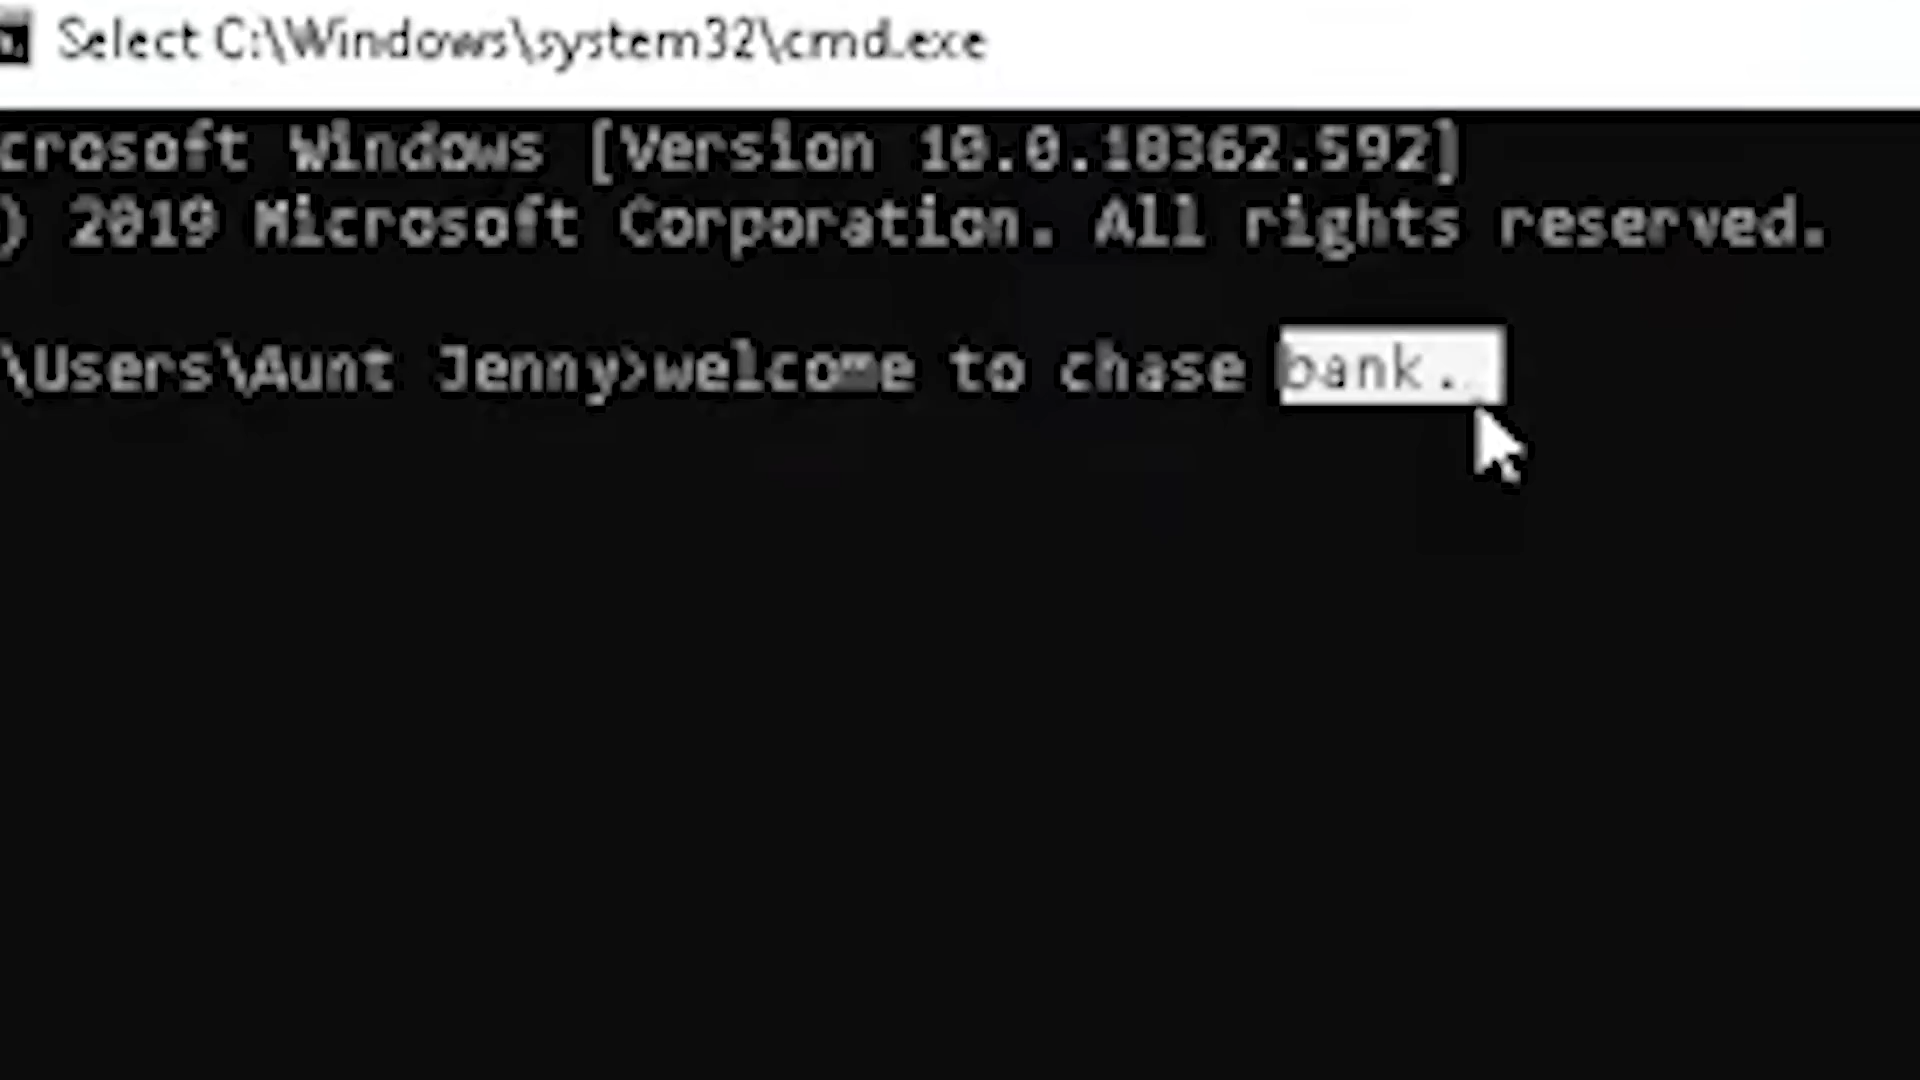 Select C:\Windows\system32\cmd.exe
crosoft Windows [Version 10.0.18362.592]
) 2019 Microsoft Corporation. All rights reserved.
\Users\Aunt Jenny>welcome to chase bank.